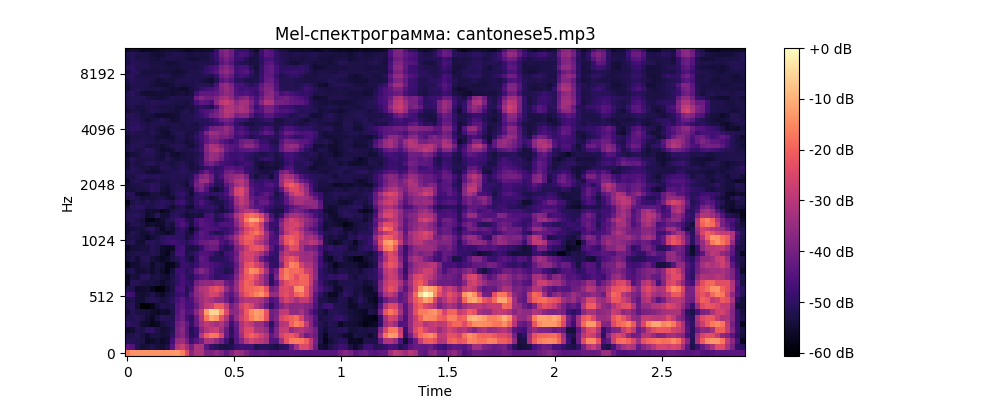 Mel-спектрограмма: cantonese5.mp3
8192
4096
2048
1024
512
0
Hz
0
0.5
1
1.5
2
2.5
Time
+0 dB
-10 dB
-20 dB
-30 dB
-40 dB
-50 dB
-60 dB